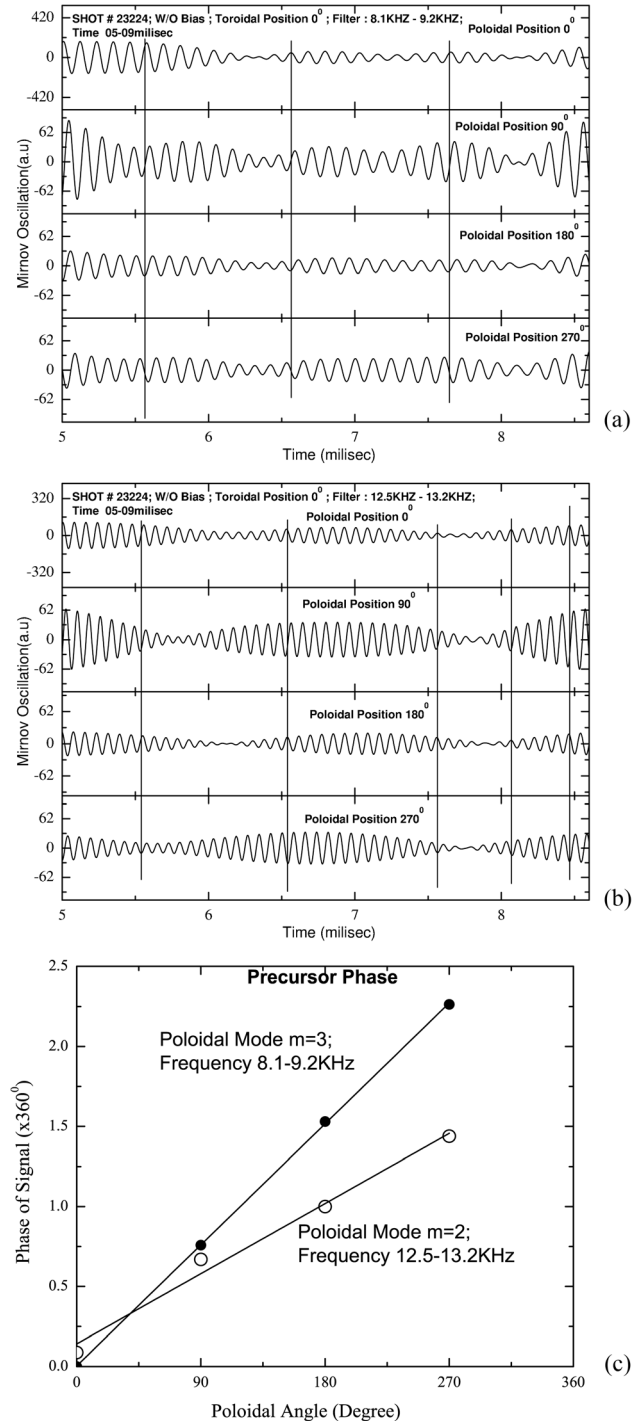 SHOT # 23224; W/O Bias ; Toroidal Position 0⁰ ; Filter : 8.1KHZ - 9.2KHZ;
Time 05-09milisec
Poloidal Position 0⁰
420
0
-420
Poloidal Position 90⁰
62
0
-62
Poloidal Position 180⁰
62
0
-62
Poloidal Position 270⁰
62
0
-62
Mirnov Oscillation(a.u)
5 6 7 8
Time (milisec)
(a)
SHOT # 23224; W/O Bias ; Toroidal Position 0⁰ ; Filter : 12.5KHZ - 13.2KHZ;
Time 05-09milisec
Poloidal Position 0⁰
320
0
-320
Poloidal Position 90⁰
62
0
-62
Poloidal Position 180⁰
62
0
-62
Poloidal Position 270⁰
62
0
-62
Mirnov Oscillation(a.u)
5 6 7 8
Time (milisec)
(b)
Precursor Phase
Poloidal Mode m=3;
Frequency 8.1-9.2KHz
Poloidal Mode m=2;
Frequency 12.5-13.2KHz
2.5
2.0
1.5
1.0
0.5
0.0
Phase of Signal (x360⁰)
0 90 180 270 360
Poloidal Angle (Degree)
(c)